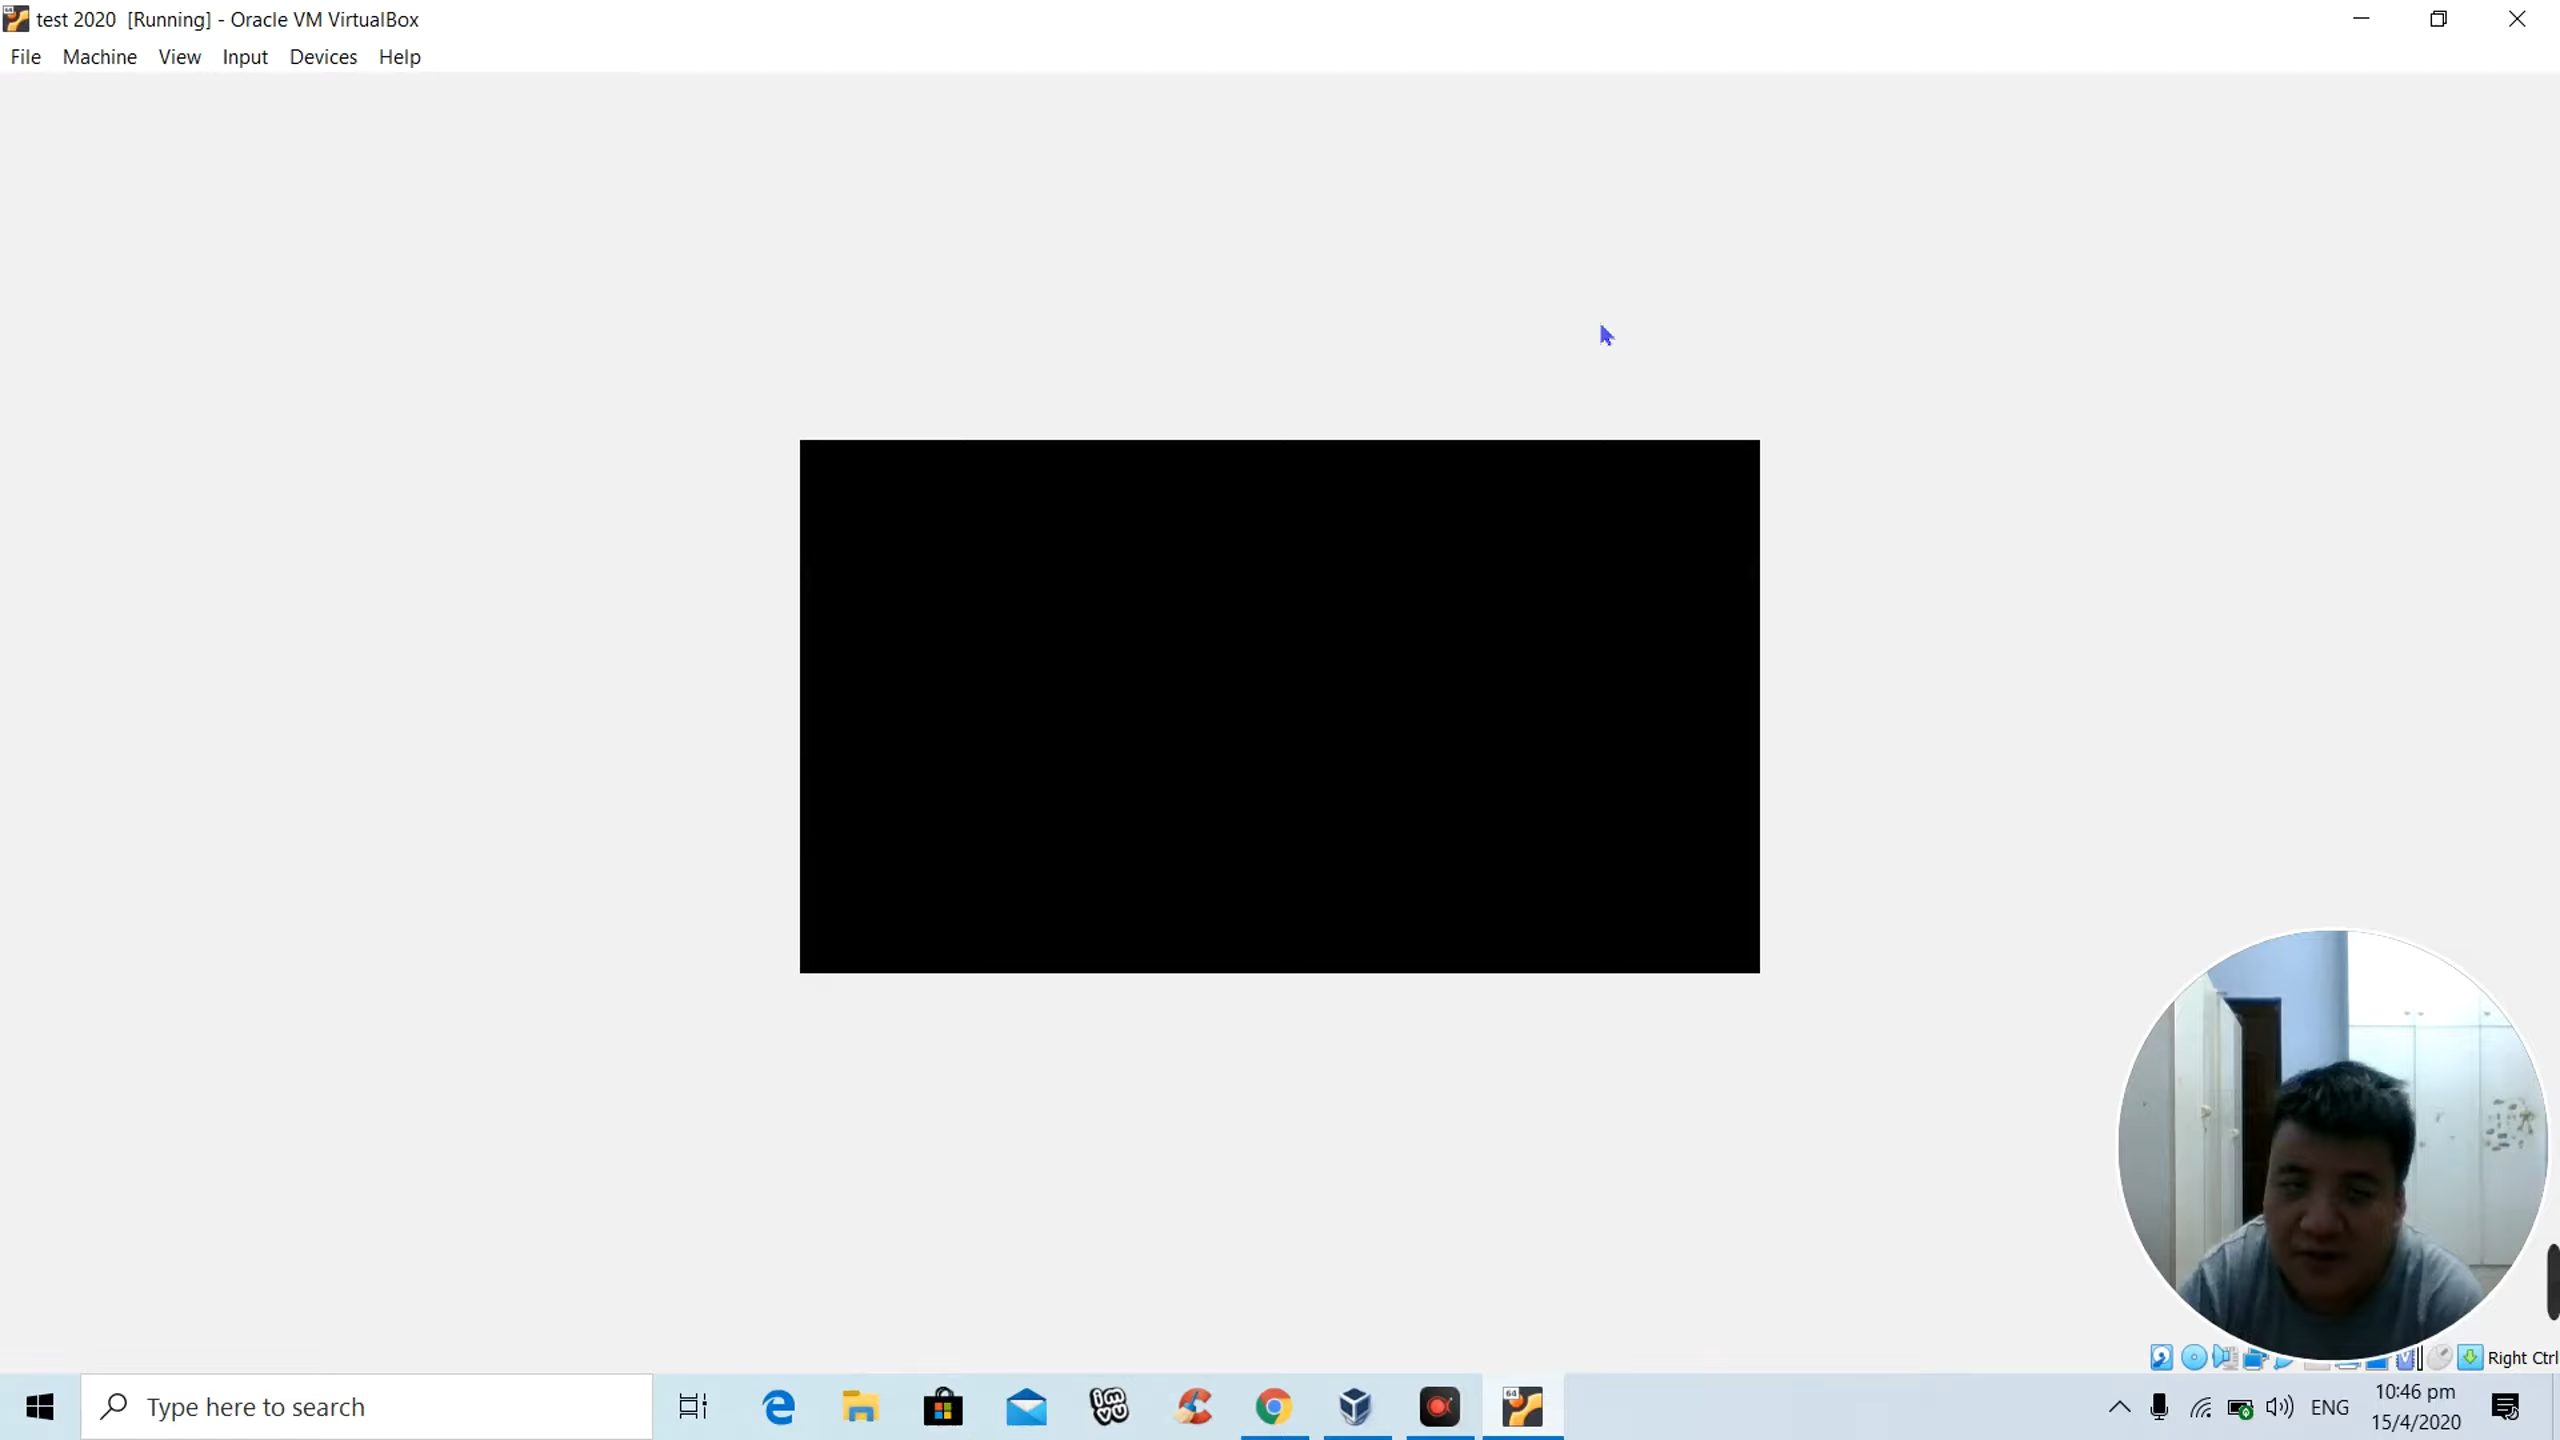 test 2020 [Running] - Oracle VM VirtualBox
File Machine View Input Devices Help
Right Ctrl
Type here to search
64
ENG
10:46 pm
15/4/2020